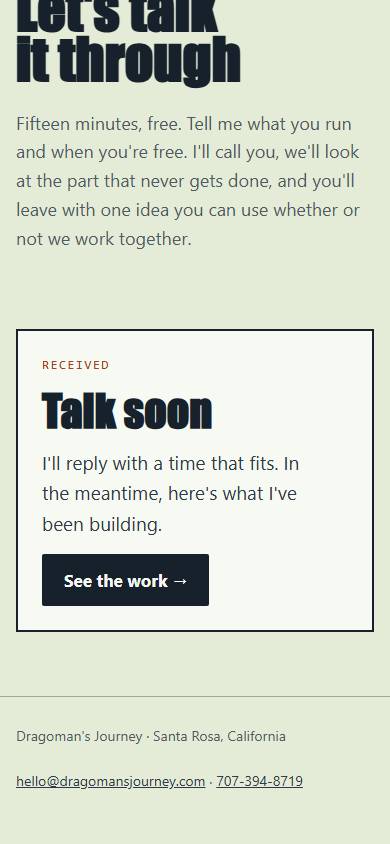 Let's talk
it through
Fifteen minutes, free. Tell me what you run
and when you're free. I'll call you, we'll look
at the part that never gets done, and you'll
leave with one idea you can use whether or
not we work together.
RECEIVED
Talk soon
I'll reply with a time that fits. In
the meantime, here's what I've
been building.
See the work →
Dragoman's Journey · Santa Rosa, California
hello@dragomansjourney.com · 707-394-8719